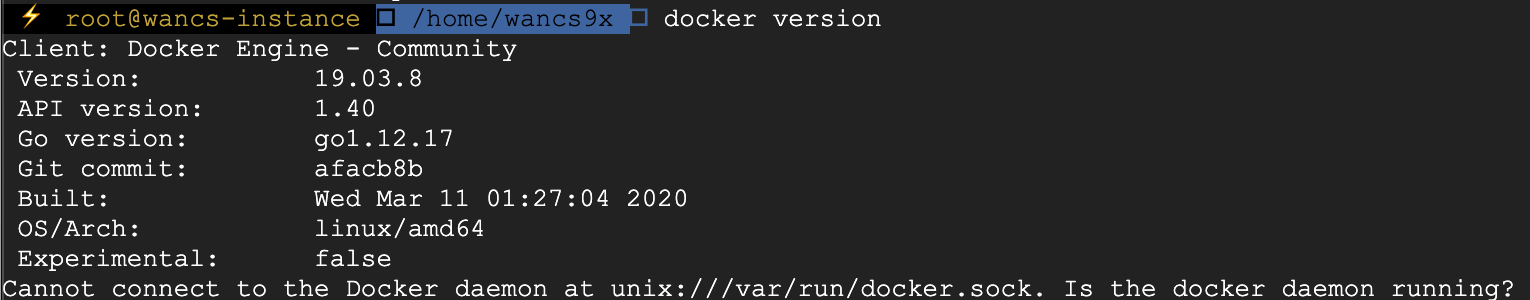 ⚡ root@wancs-instance /home/wancs9x docker version
Client: Docker Engine - Community
Version: 19.03.8
API version: 1.40
Go version: go1.12.17
Git commit: afacb8b
Built: Wed Mar 11 01:27:04 2020
OS/Arch: linux/amd64
Experimental: false
Cannot connect to the Docker daemon at unix:///var/run/docker.sock. Is the docker daemon running?